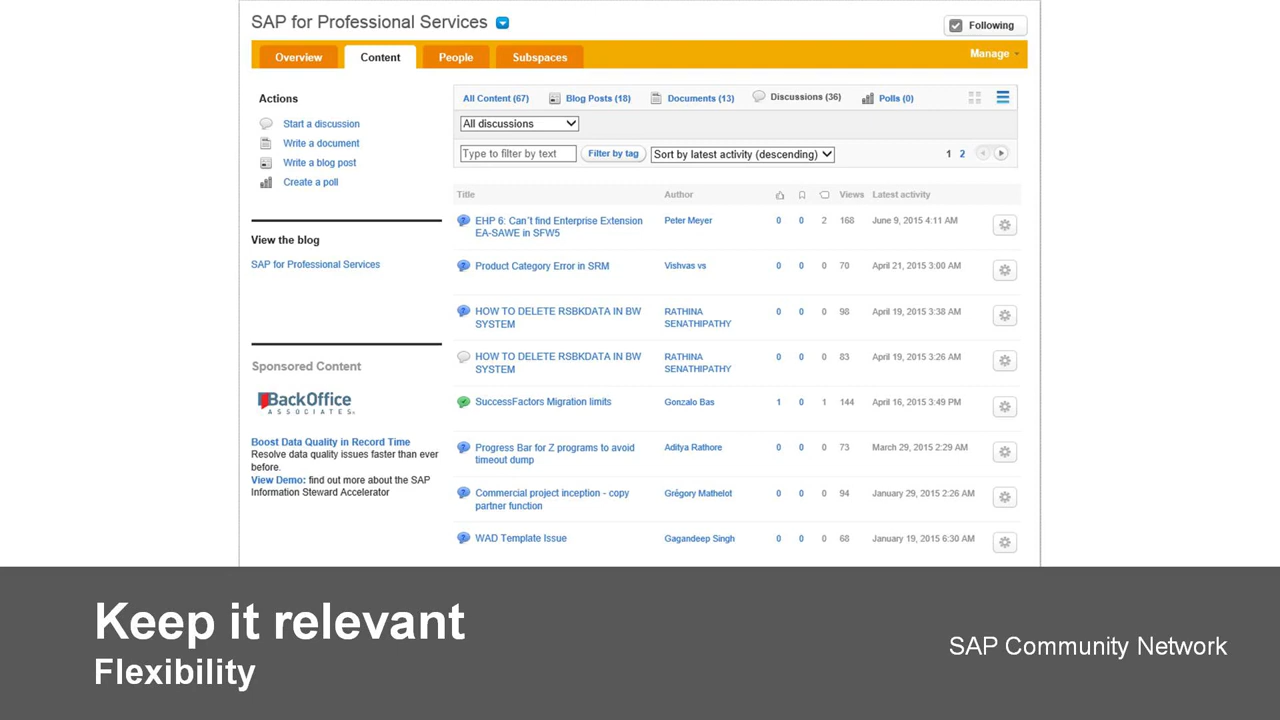 SAP for Professional Services
Following
Overview
Content
People
Subspaces
Manage
Actions
Start a discussion
Write a document
Write a blog post
Create a poll
View the blog
SAP for Professional Services
Sponsored Content
BackOffice
ASSOCIATES
Boost Data Quality in Record Time
Resolve data quality issues faster than ever
before.
View Demo: find out more about the SAP
Information Steward Accelerator
All Content (67)
Blog Posts (18)
Documents (13)
Discussions (36)
Polls (0)
All discussions
Type to filter by text
Filter by tag
Sort by latest activity (descending)
1 2
Title Author Views Latest activity
EHP 6: Can´t find Enterprise Extension
EA-SAWE in SFW5
Peter Meyer 0 0 2 168 June 9, 2015 4:11 AM
Product Category Error in SRM Vishvas vs 0 0 0 70 April 21, 2015 3:00 AM
HOW TO DELETE RSBKDATA IN BW
SYSTEM
RATHINA
SENATHIPATHY
0 0 0 98 April 19, 2015 3:38 AM
HOW TO DELETE RSBKDATA IN BW
SYSTEM
RATHINA
SENATHIPATHY
0 0 0 83 April 19, 2015 3:26 AM
SuccessFactors Migration limits Gonzalo Bas 1 0 1 144 April 16, 2015 3:49 PM
Progress Bar for Z programs to avoid
timeout dump
Aditya Rathore 0 0 0 73 March 29, 2015 2:29 AM
Commercial project inception - copy
partner function
Grégory Mathelot 0 0 0 94 January 29, 2015 2:26 AM
WAD Template Issue Gagandeep Singh 0 0 0 68 January 19, 2015 6:30 AM
Keep it relevant
Flexibility
SAP Community Network